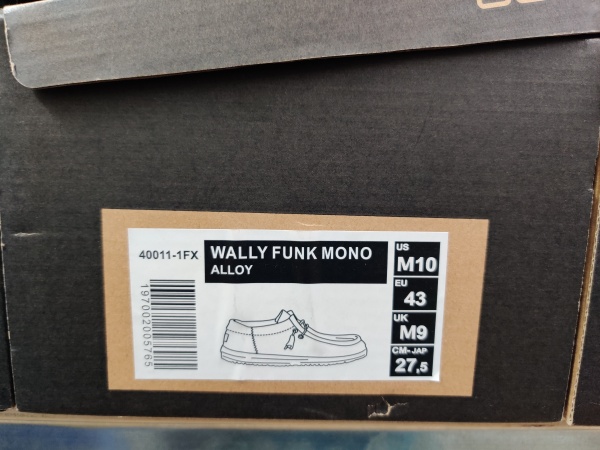 40011-1FX
WALLY FUNK MONO
ALLOY
197002005765
US
M10
EU
43
UK
M9
CM-JAP
27,5